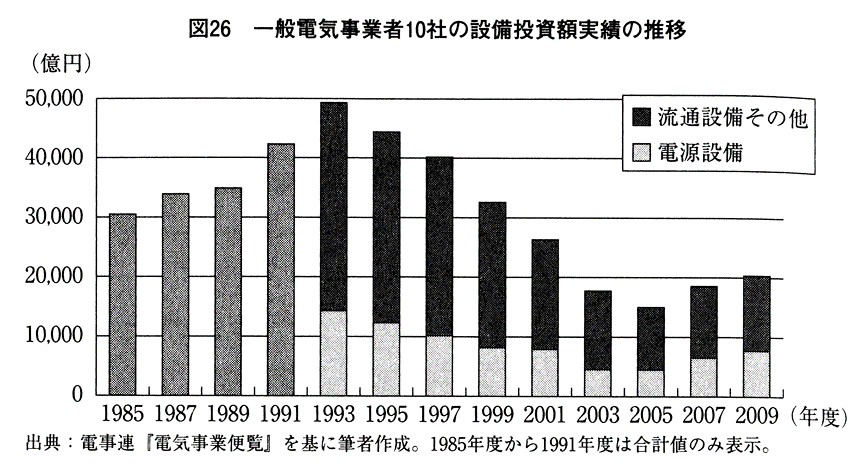 図26 一般電気事業者10社の設備投資額実績の推移
（億円）
50,000
40,000
30,000
20,000
10,000
0
流通設備その他
電源設備
1985 1987 1989 1991 1993 1995 1997 1999 2001 2003 2005 2007 2009 （年度）
出典：電事連『電気事業便覧』を基に筆者作成。1985年度から1991年度は合計値のみ表示。